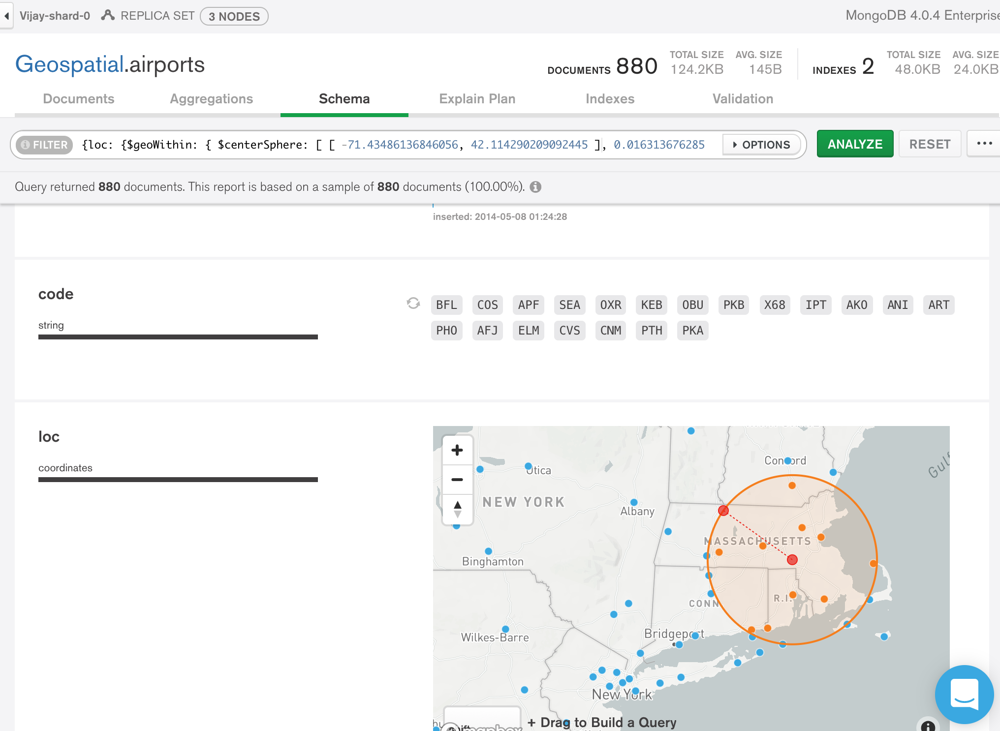 Vijay-shard-0 REPLICA SET 3 NODES MongoDB 4.0.4 Enterprise
Geospatial.airports
DOCUMENTS 880 TOTAL SIZE 124.2KB AVG. SIZE 145B INDEXES 2 TOTAL SIZE 48.0KB AVG. SIZE 24.0KB
Documents Aggregations Schema Explain Plan Indexes Validation
FILTER {loc: {$geoWithin: { $centerSphere: [ [ -71.43486136846056, 42.114290209092445 ], 0.016313676285 OPTIONS ANALYZE RESET ...
Query returned 880 documents. This report is based on a sample of 880 documents (100.00%).
inserted: 2014-05-08 01:24:28
code
string
BFL COS APF SEA OXR KEB OBU PKB X68 IPT AKO ANI ART
PHO AFJ ELM CVS CNM PTH PKA
loc
coordinates
Concord
Gulf
Utica
NEW YORK
Albany
MASSACHUSETTS
Binghamton
R.I.
CONN
Bridgeport
Wilkes-Barre
New York
+ Drag to Build a Query
mapbox